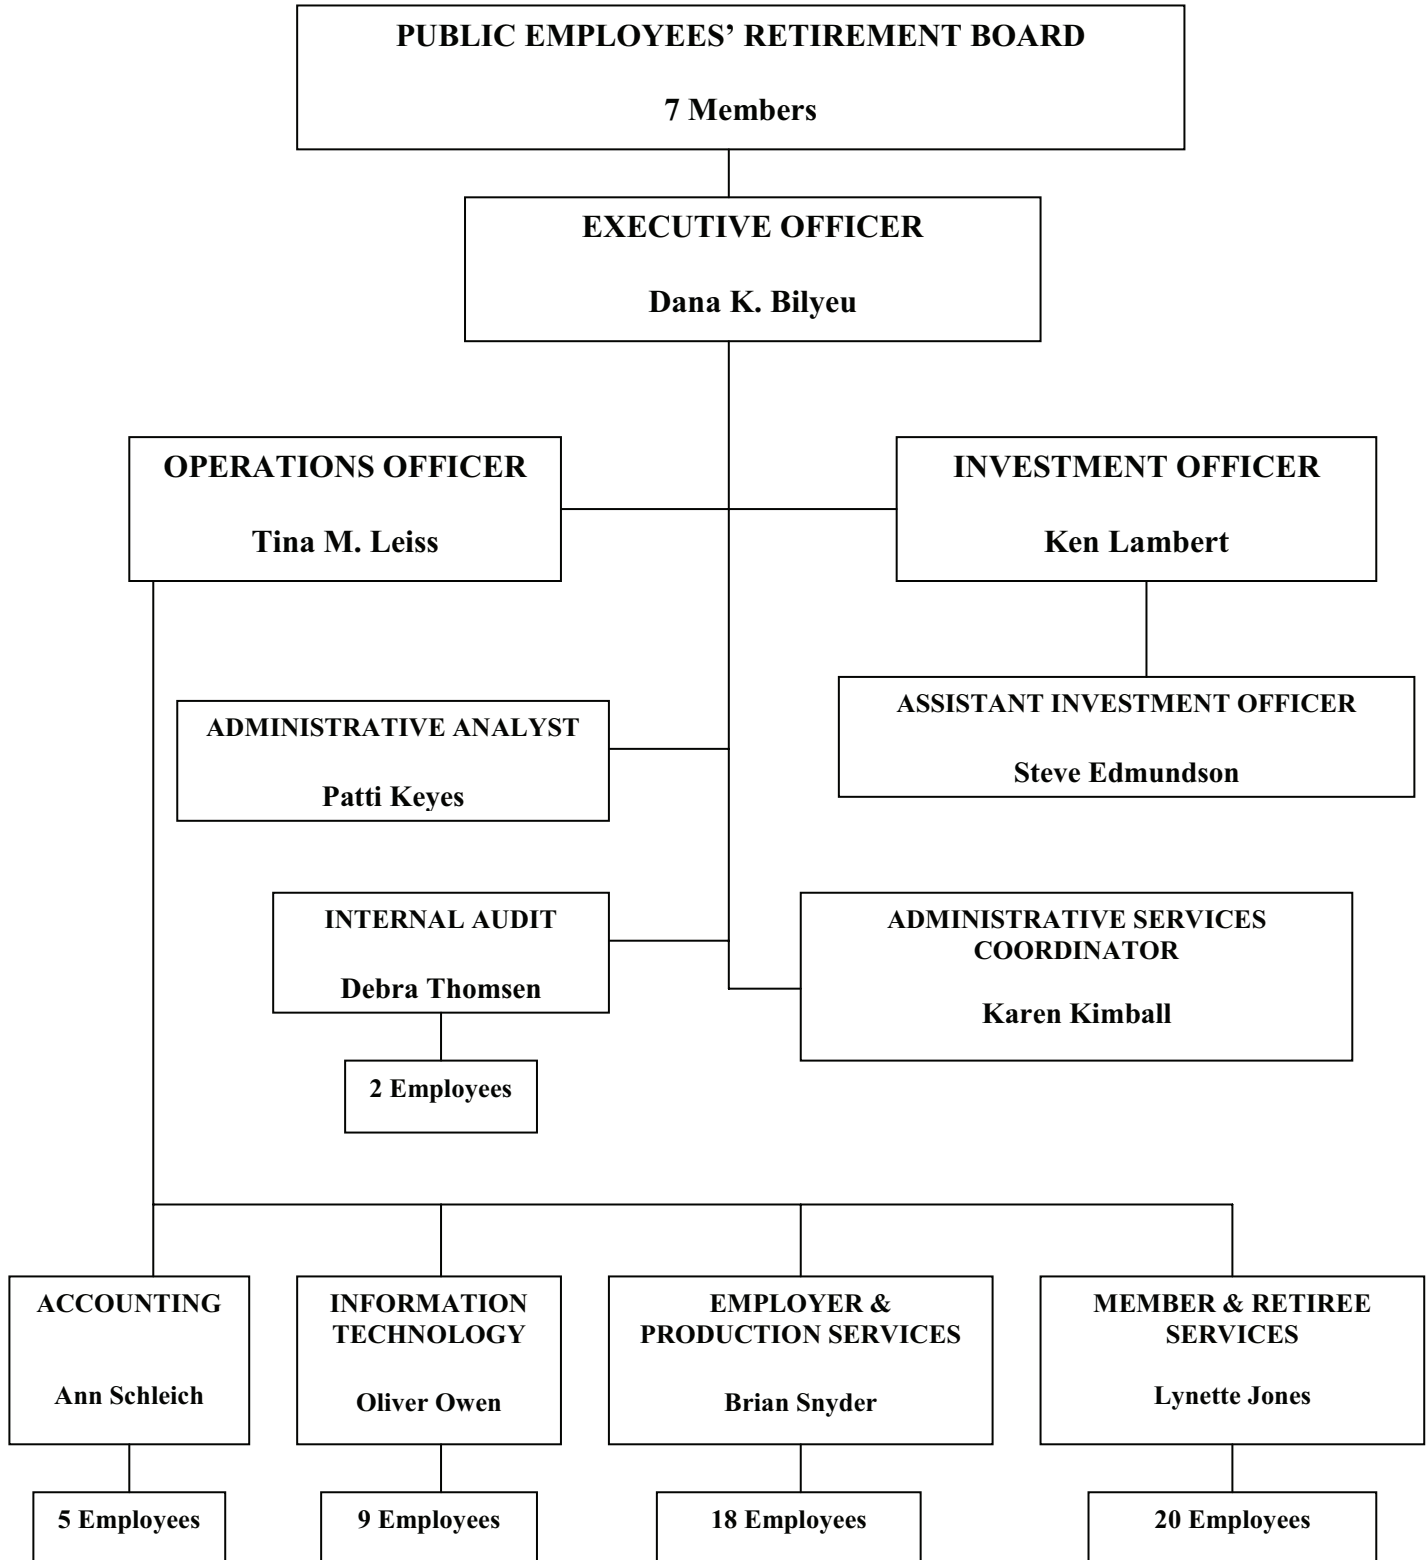 PUBLIC EMPLOYEES’ RETIREMENT BOARD
7 Members
EXECUTIVE OFFICER
Dana K. Bilyeu
OPERATIONS OFFICER
Tina M. Leiss
INVESTMENT OFFICER
Ken Lambert
ADMINISTRATIVE ANALYST
Patti Keyes
ASSISTANT INVESTMENT OFFICER
Steve Edmundson
INTERNAL AUDIT
Debra Thomsen
2 Employees
ADMINISTRATIVE SERVICES
COORDINATOR
Karen Kimball
ACCOUNTING
Ann Schleich
5 Employees
INFORMATION
TECHNOLOGY
Oliver Owen
9 Employees
EMPLOYER &
PRODUCTION SERVICES
Brian Snyder
18 Employees
MEMBER & RETIREE
SERVICES
Lynette Jones
20 Employees